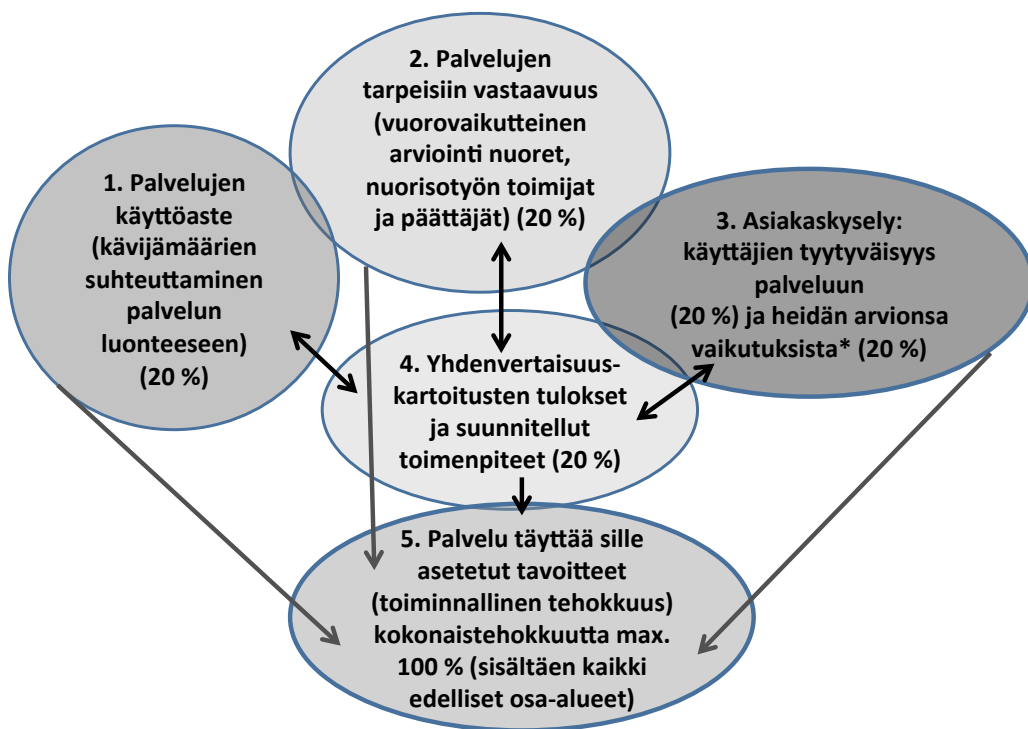 2. Palvelujen
tarpeisiin vastaavuus
(vuorovaikutteinen
arviointi nuoret,
nuorisotyön toimijat
ja päättäjät) (20 %)
1. Palvelujen
käyttöaste
(kävijämäärien
suhteuttaminen
palvelun
luonteeseen)
(20 %)
3. Asiakaskysely:
käyttäjien tyytyväisyys
palveluun
(20 %) ja heidän arvionsa
vaikutuksista* (20 %)
4. Yhdenvertaisuus-
kartoitusten tulokset
ja suunnitellut
toimenpiteet (20 %)
5. Palvelu täyttää sille
asetetut tavoitteet
(toiminnallinen tehokkuus)
kokonaistehokkuutta max.
100 % (sisältäen kaikki
edelliset osa-alueet)